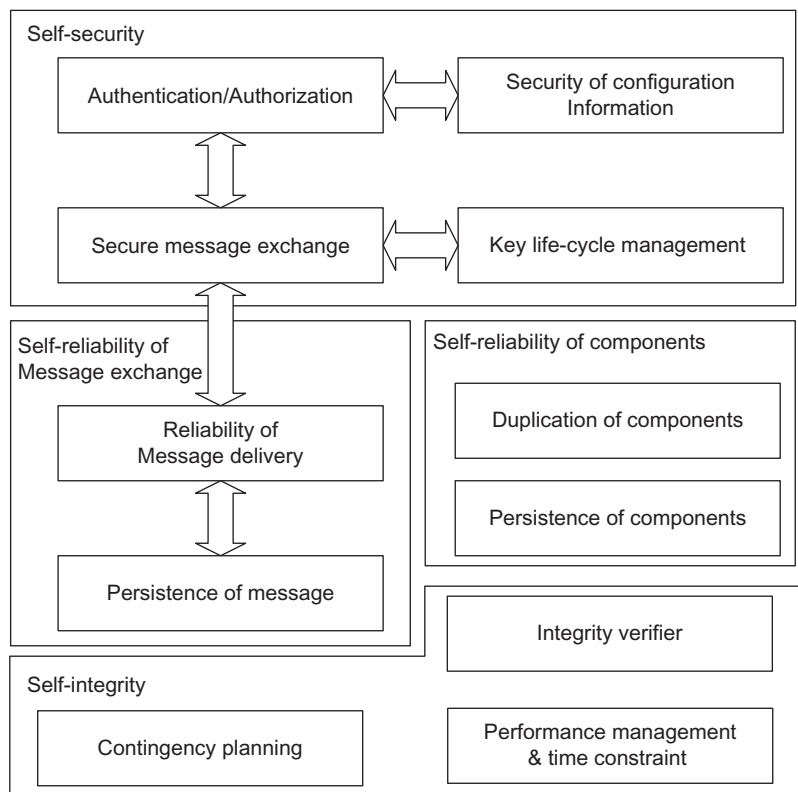 Self-security
Authentication/Authorization
Security of configuration
Information
Secure message exchange
Key life-cycle management
Self-reliability of
Message exchange
Reliability of
Message delivery
Persistence of message
Self-reliability of components
Duplication of components
Persistence of components
Integrity verifier
Self-integrity
Contingency planning
Performance management
& time constraint